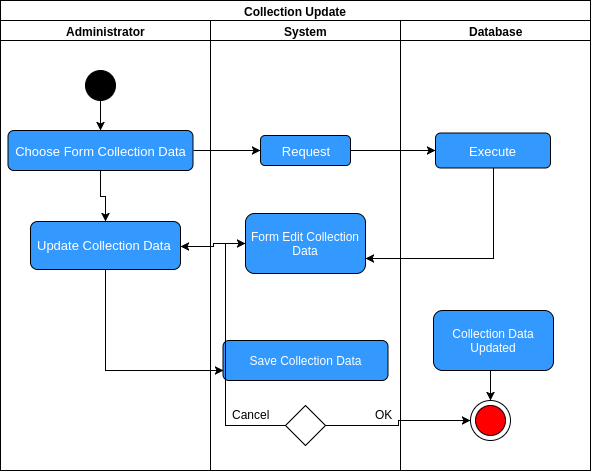 Collection Update
Administrator
System
Database
Choose Form Collection Data
Request
Execute
Update Collection Data
Form Edit Collection
Data
Collection Data
Updated
Save Collection Data
Cancel
OK